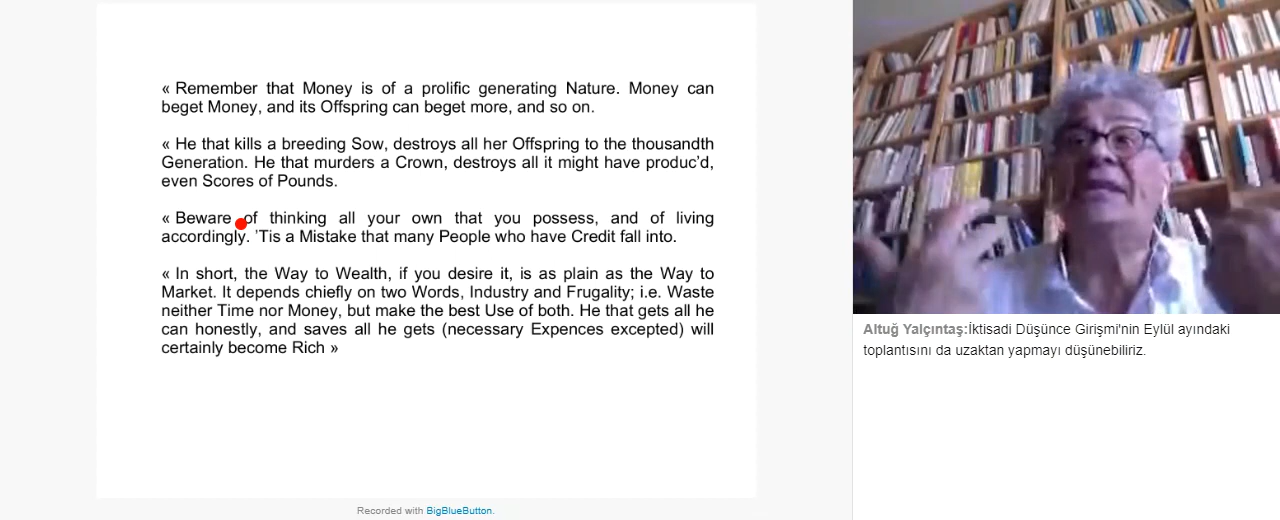 « Remember that Money is of a prolific generating Nature. Money can
beget Money, and its Offspring can beget more, and so on.
« He that kills a breeding Sow, destroys all her Offspring to the thousandth
Generation. He that murders a Crown, destroys all it might have produc’d,
even Scores of Pounds.
« Beware of thinking all your own that you possess, and of living
accordingly. ’Tis a Mistake that many People who have Credit fall into.
« In short, the Way to Wealth, if you desire it, is as plain as the Way to
Market. It depends chiefly on two Words, Industry and Frugality; i.e. Waste
neither Time nor Money, but make the best Use of both. He that gets all he
can honestly, and saves all he gets (necessary Expences excepted) will
certainly become Rich »
Recorded with BigBlueButton.
Altuğ Yalçıntaş:İktisadi Düşünce Girişmi'nin Eylül ayındaki
toplantısını da uzaktan yapmayı düşünebiliriz.